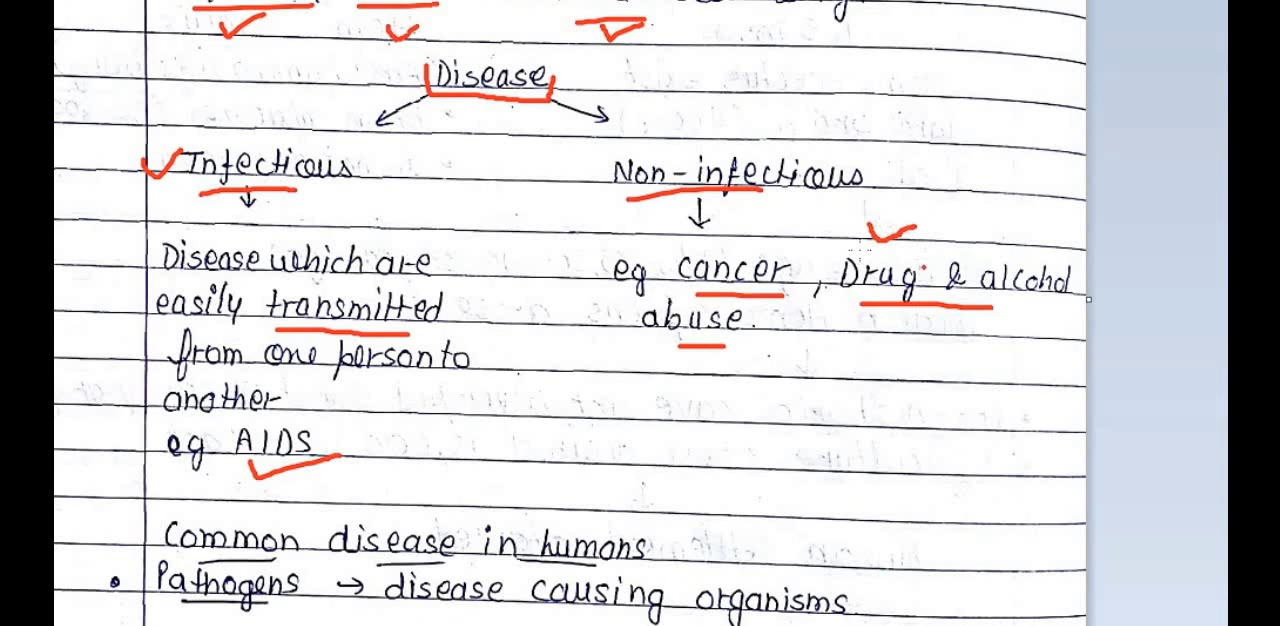 Disease
Infectious
Non-infectious
Disease which are
easily transmitted
from one person to
another
eg AIDS
eg cancer, Drug & alcohol
abuse.
Common disease in humans
• Pathogens → disease causing organisms